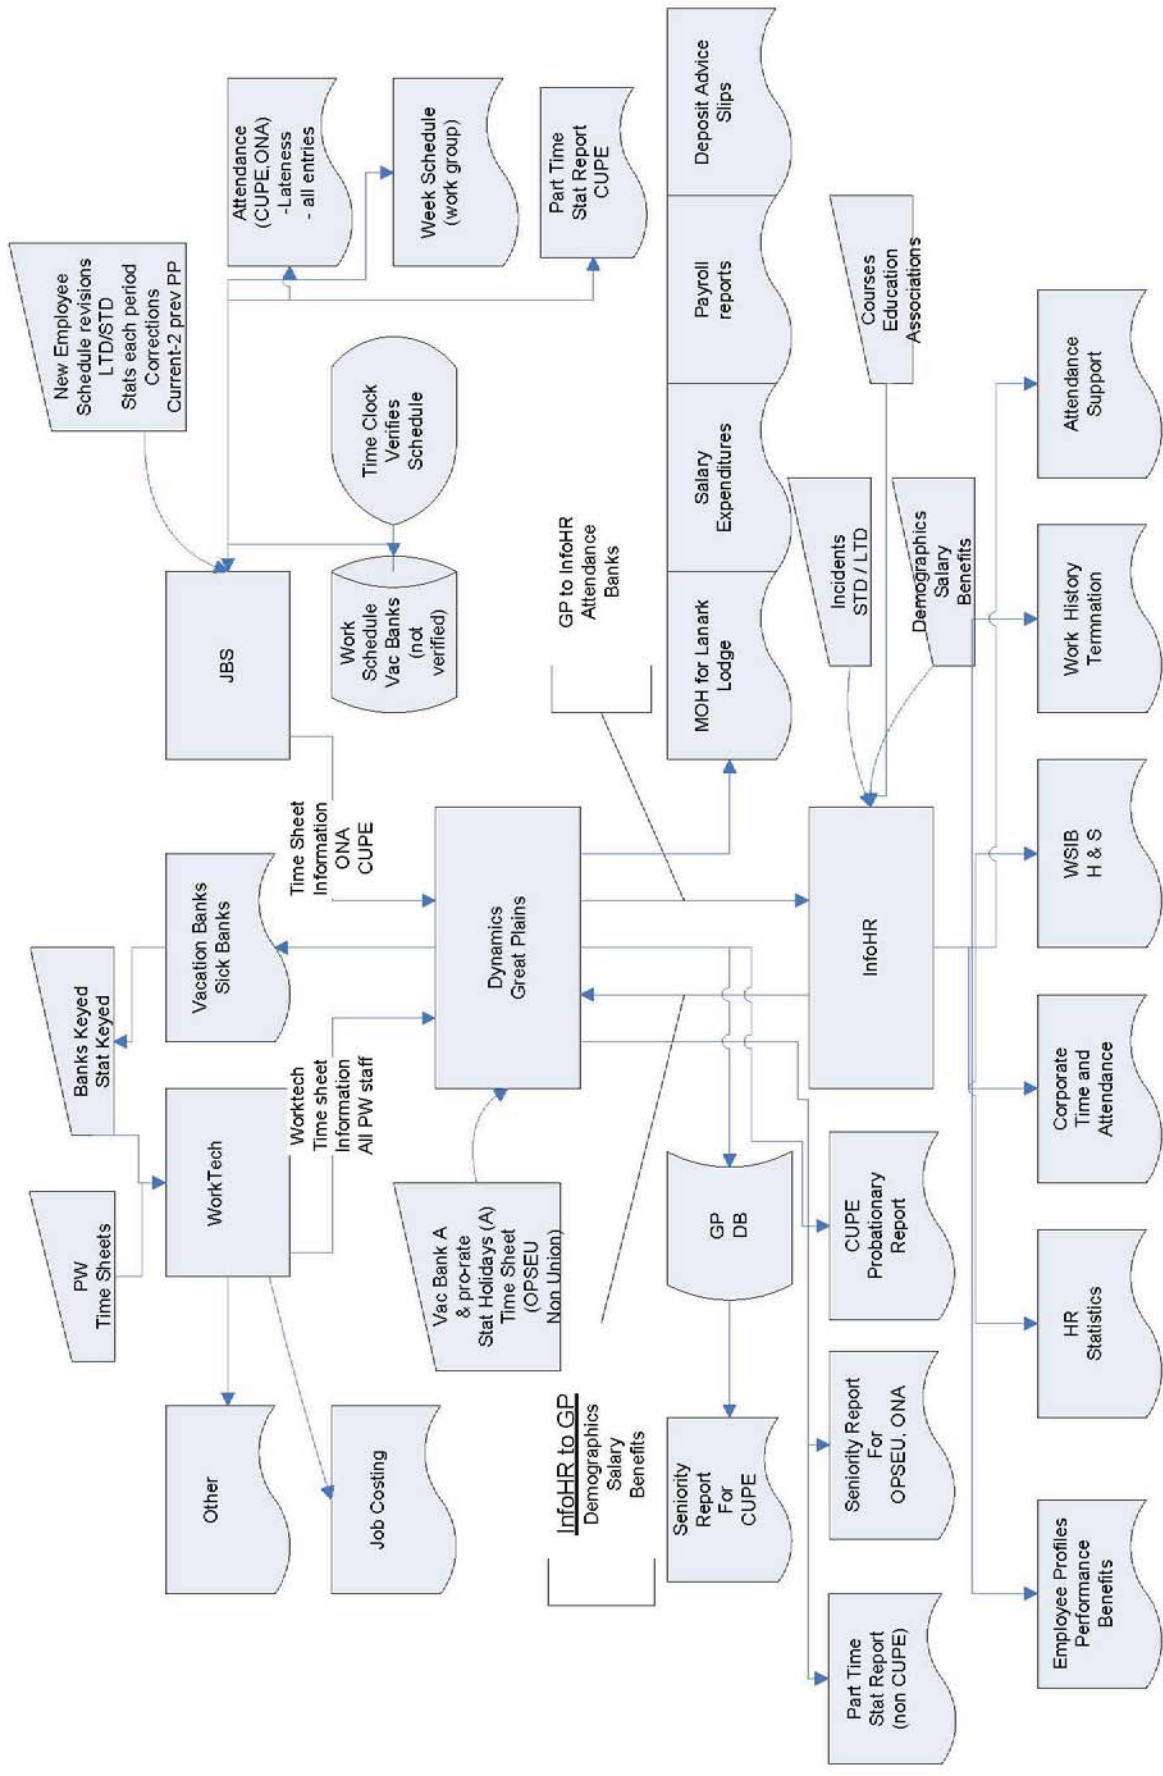 PW
Time Sheets
Banks Keyed
Stat Keyed
New Employee
Schedule revisions
LTD/STD
Stats each period
Corrections
Current-2 prev PP
Other
WorkTech
Vacation Banks
Sick Banks
JBS
Attendance
(CUPE,ONA)
-Lateness
- all entries
Job Costing
Worktech
Time sheet
Information
All PW staff
Time Sheet
Information
ONA
CUPE
Work
Schedule
Vac Banks
(not
verified)
Time Clock
Verifies
Schedule
Week Schedule
(work group)
Vac Bank A
& pro-rate
Stat Holidays (A)
Time Sheet
(OPSEU
Non Union)
Dynamics
Great Plains
Part Time
Stat Report
CUPE
InfoHR to GP
Demographics
Salary
Benefits
GP to InfoHR
Attendance
Banks
Seniority
Report
For
CUPE
GP
DB
MOH for Lanark
Lodge
Salary
Expenditures
Payroll
reports
Deposit Advice
Slips
Part Time
Stat Report
(non CUPE)
Seniority Report
For
OPSEU, ONA
CUPE
Probationary
Report
InfoHR
Incidents
STD / LTD
Demographics
Salary
Benefits
Courses
Education
Associations
Employee Profiles
Performance
Benefits
HR
Statistics
Corporate
Time and
Attendance
WSIB
H & S
Work History
Termnation
Attendance
Support